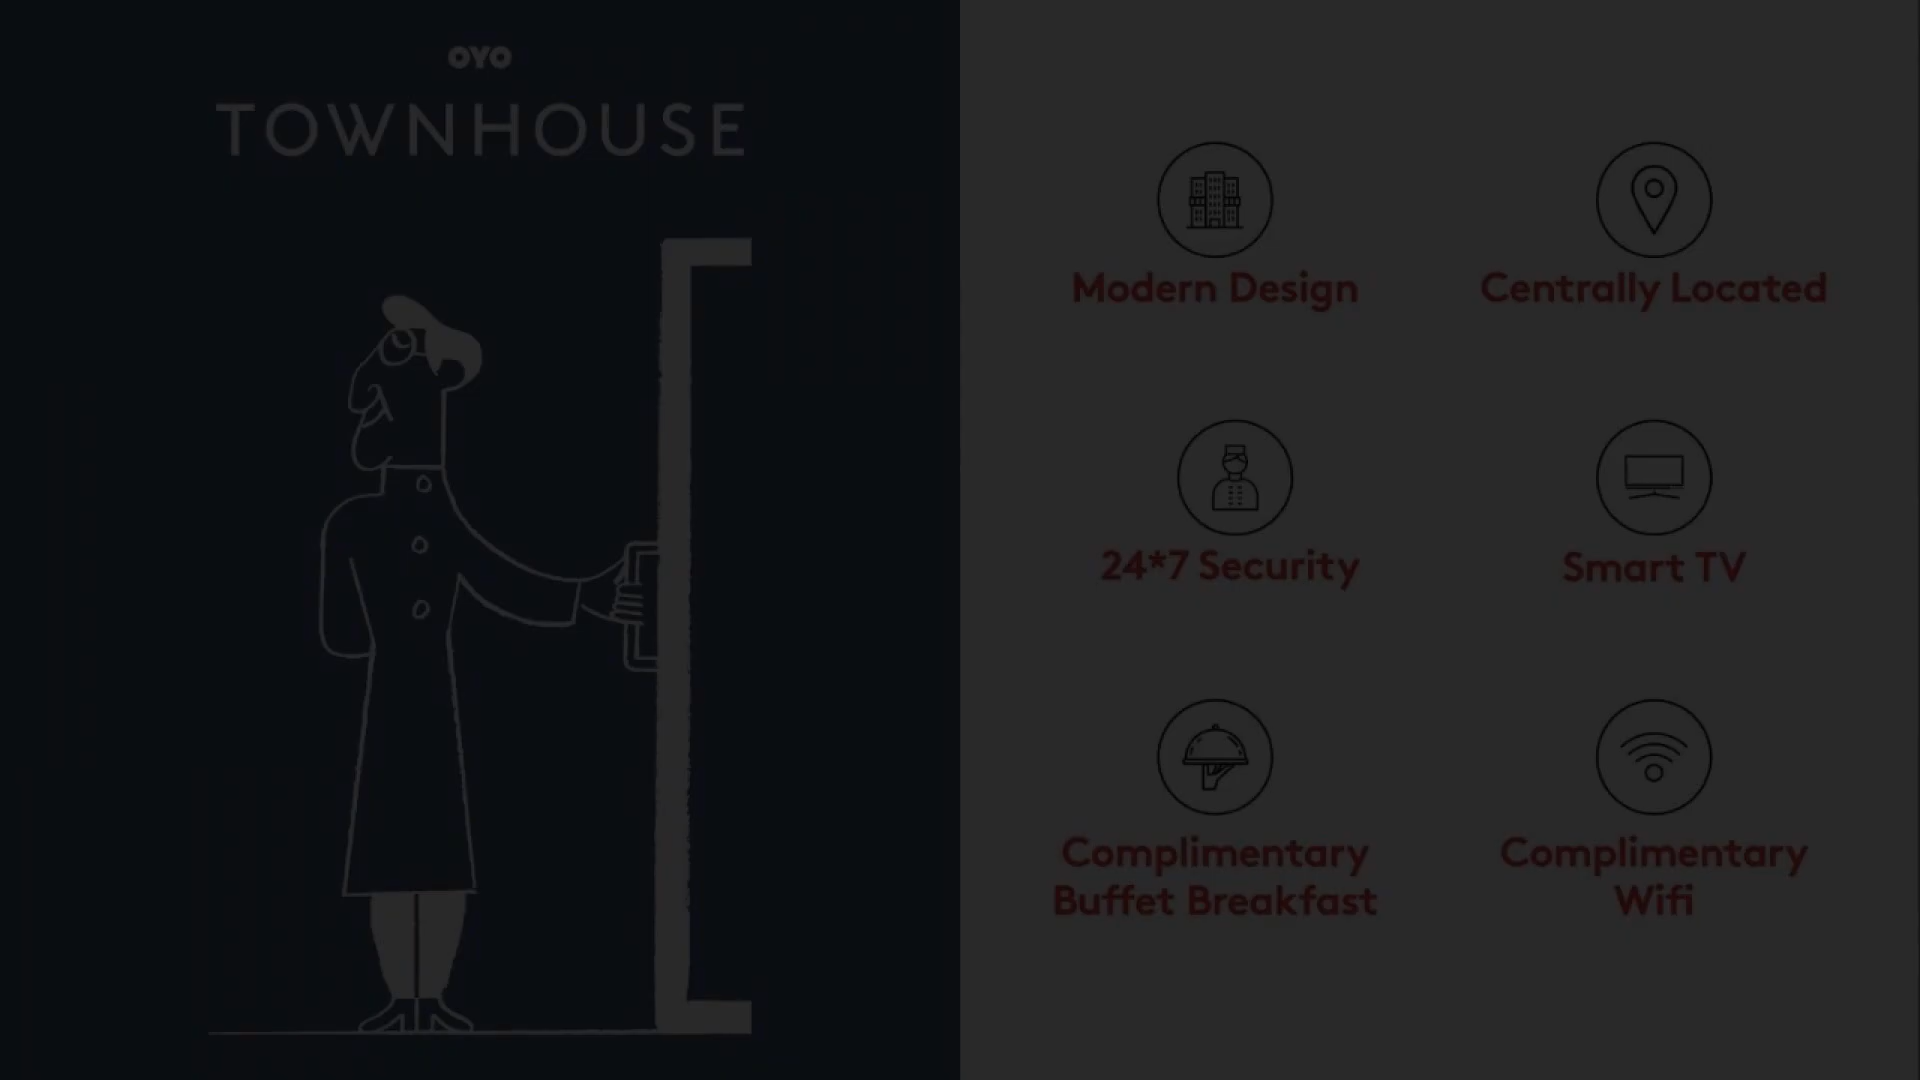 OYO
TOWNHOUSE
Modern Design
Centrally Located
24*7 Security
Smart TV
Complimentary
Buffet Breakfast
Complimentary
Wifi